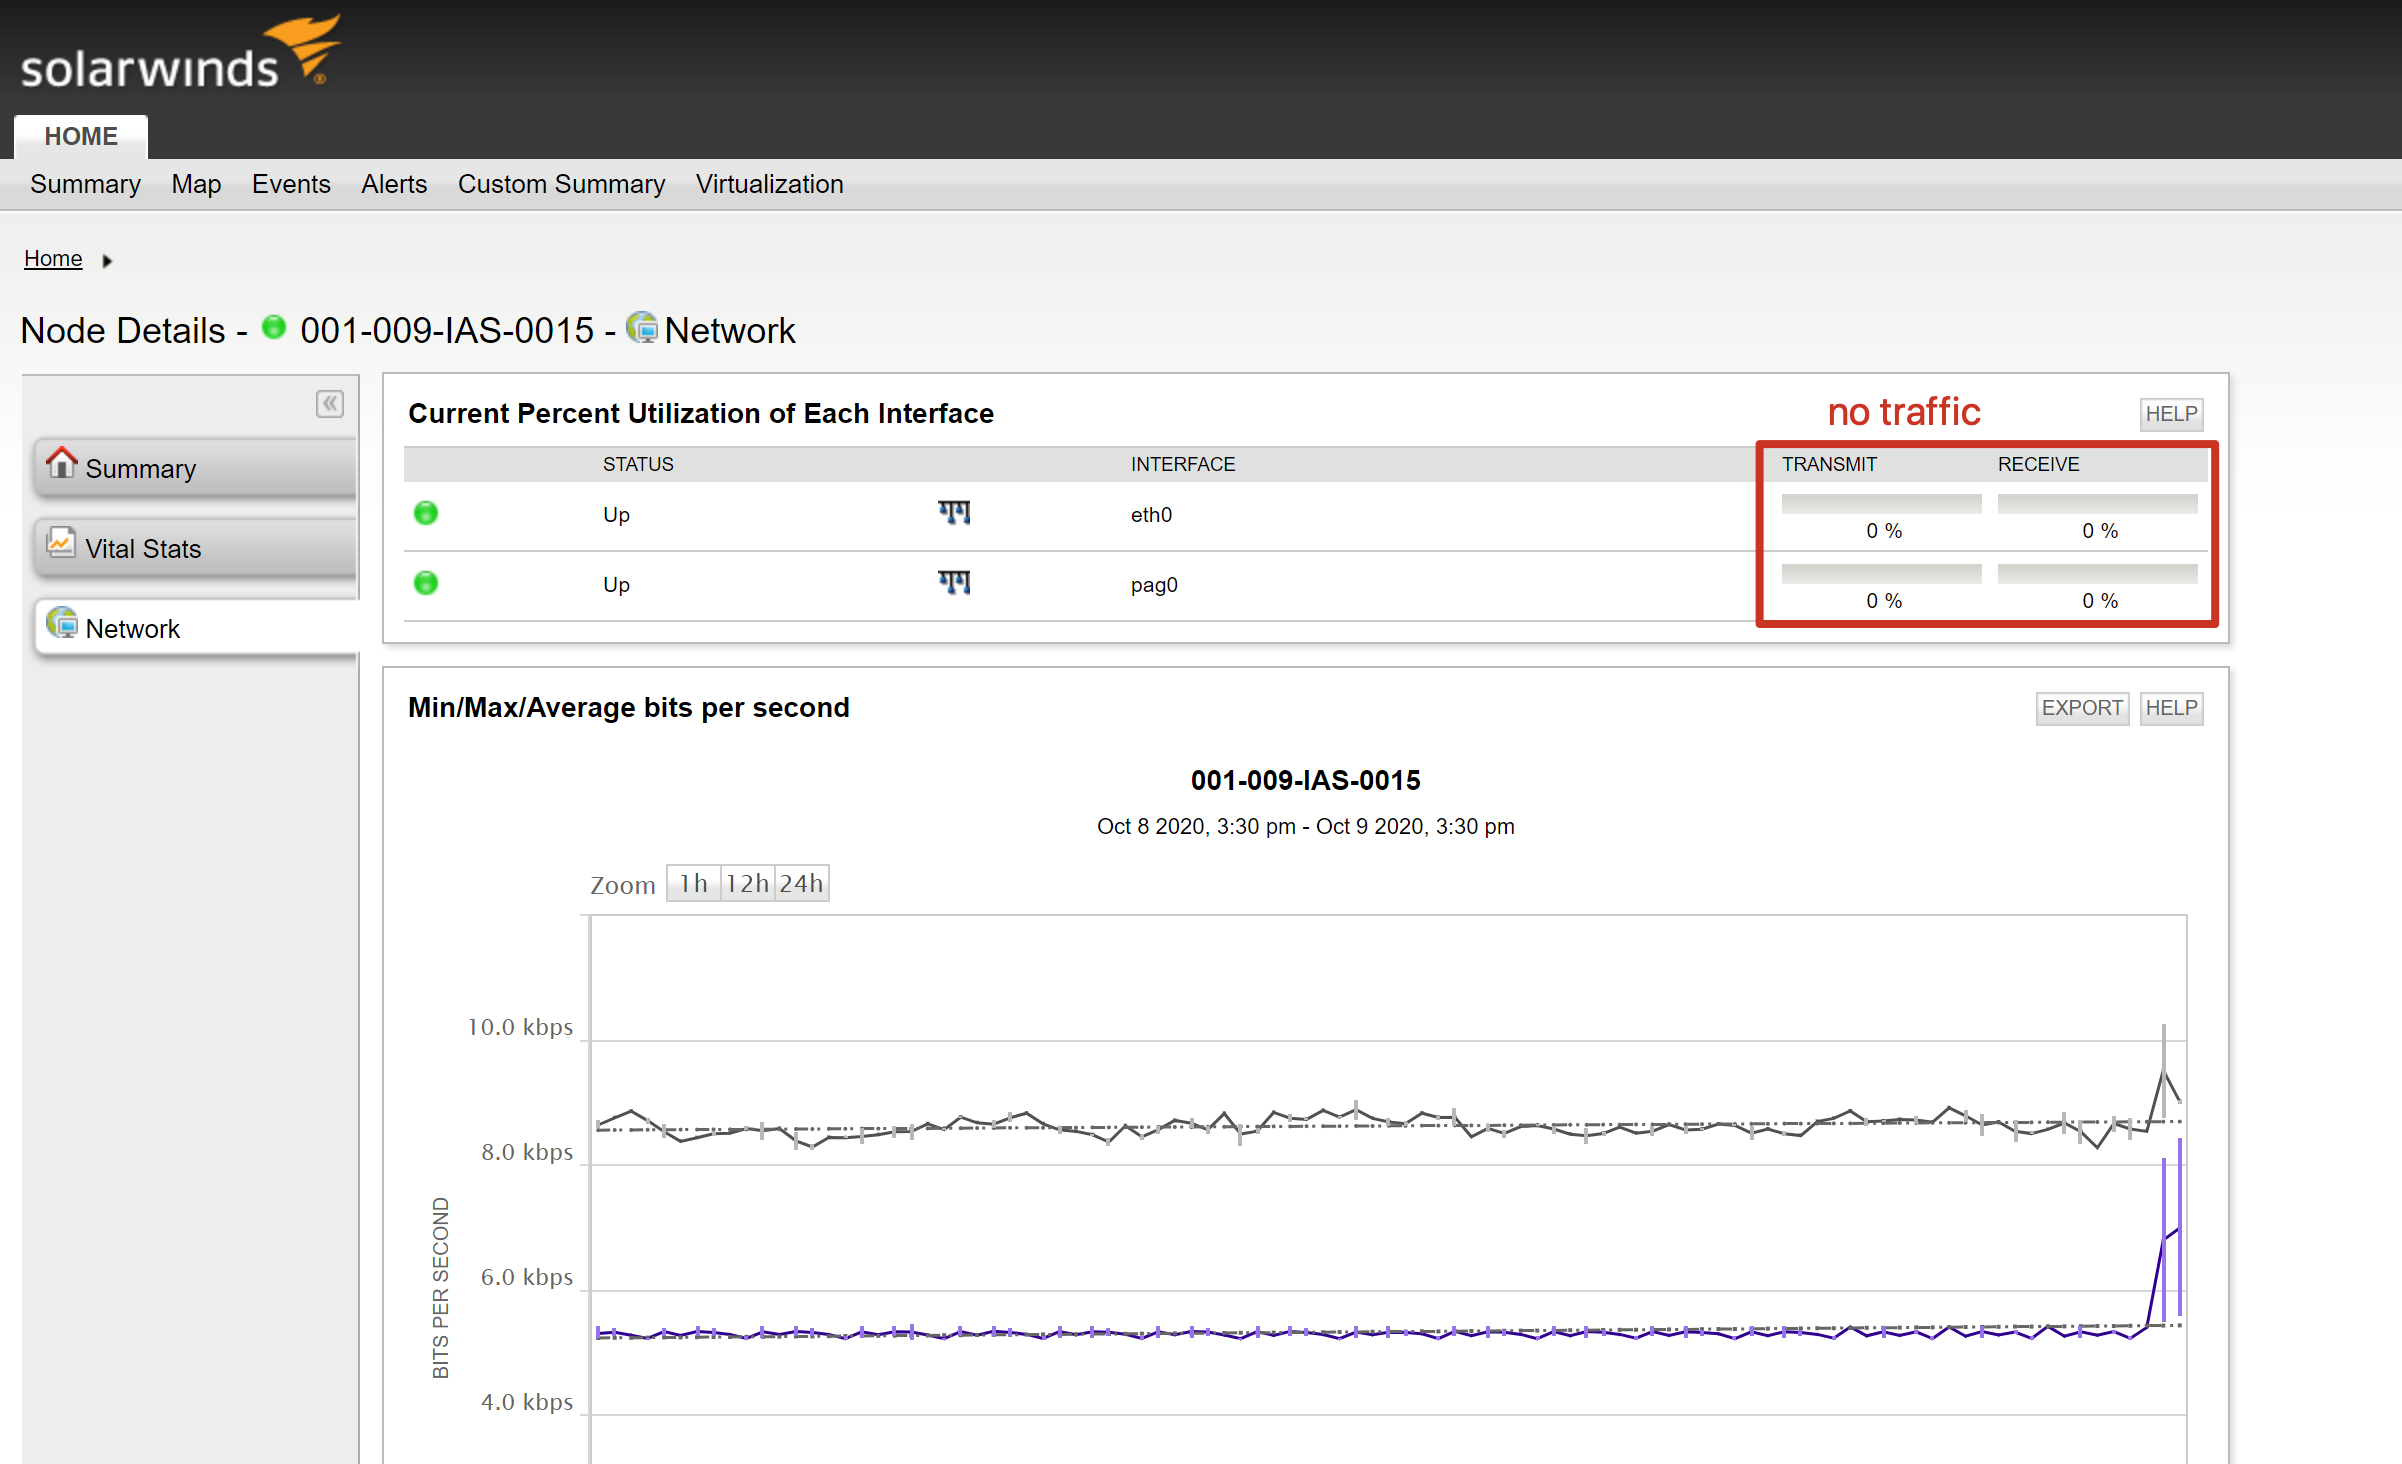 solarwinds
HOME
Summary Map Events Alerts Custom Summary Virtualization
Home
Node Details - 001-009-IAS-0015 - Network
Summary
Vital Stats
Network
Current Percent Utilization of Each Interface
no traffic
HELP
STATUS INTERFACE TRANSMIT RECEIVE
Up eth0 0 % 0 %
Up pag0 0 % 0 %
Min/Max/Average bits per second
EXPORT HELP
001-009-IAS-0015
Oct 8 2020, 3:30 pm - Oct 9 2020, 3:30 pm
Zoom 1h 12h 24h
10.0 kbps
8.0 kbps
6.0 kbps
4.0 kbps
BITS PER SECOND